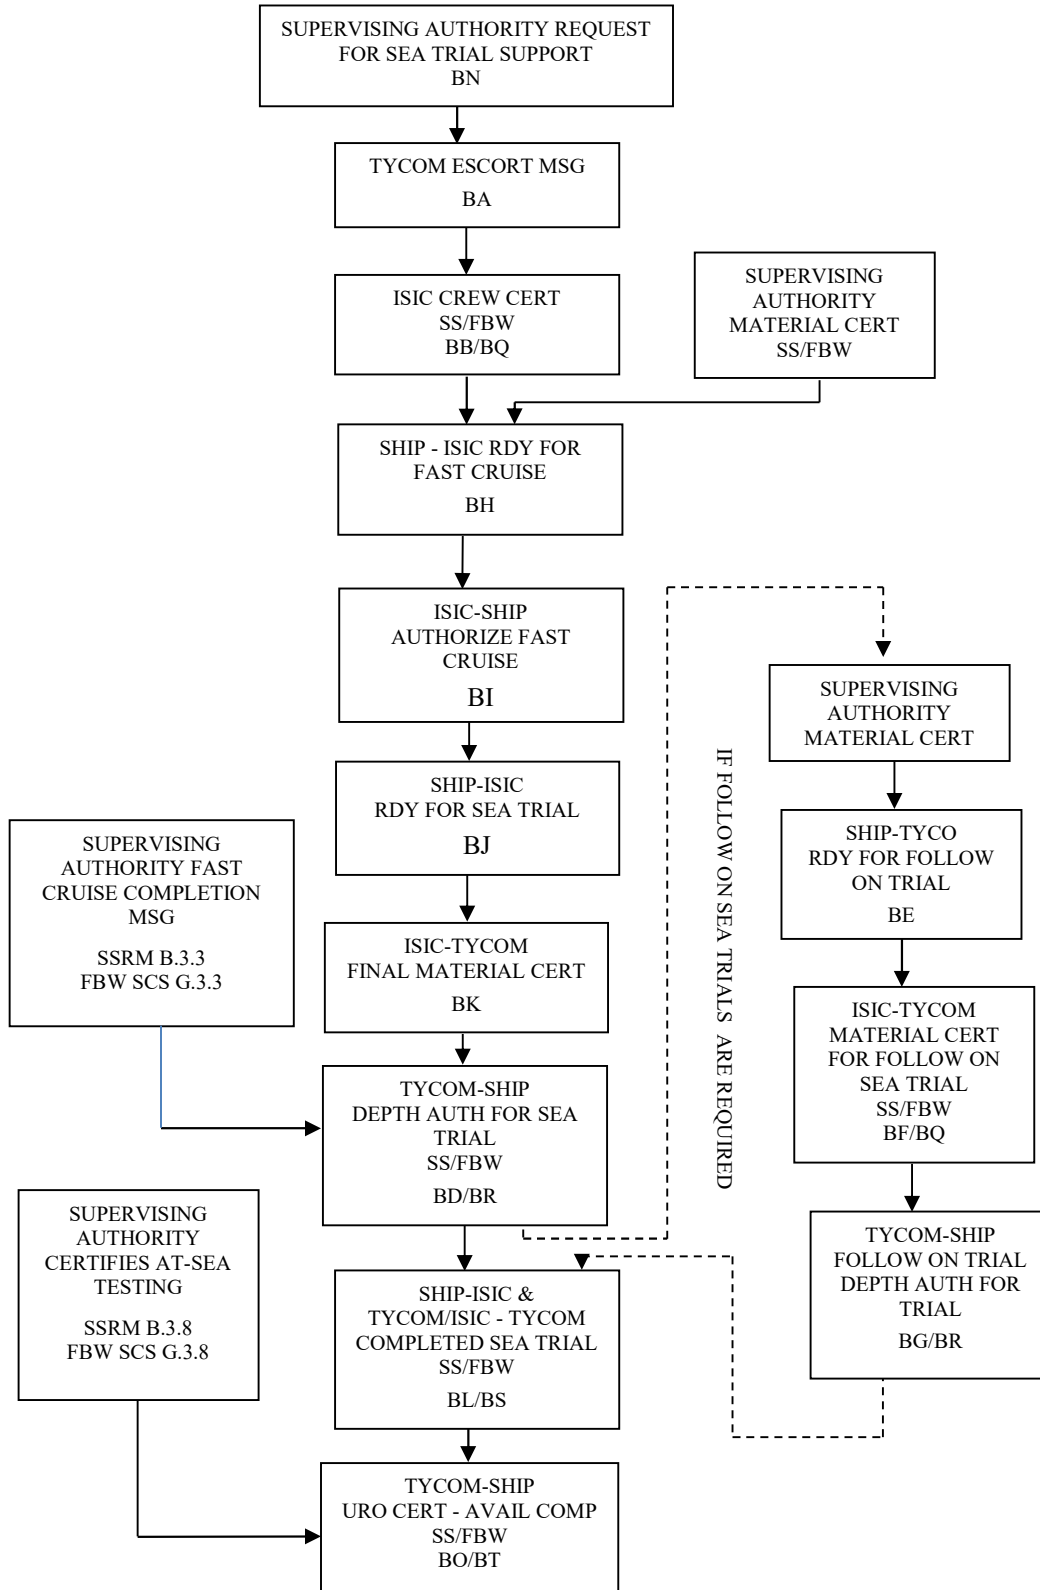 SUPERVISING AUTHORITY REQUEST
FOR SEA TRIAL SUPPORT
BN
TYCOM ESCORT MSG
BA
ISIC CREW CERT
SS/FBW
BB/BQ
SUPERVISING
AUTHORITY
MATERIAL CERT
SS/FBW
SHIP - ISIC RDY FOR
FAST CRUISE
BH
ISIC-SHIP
AUTHORIZE FAST
CRUISE
BI
SHIP-ISIC
RDY FOR SEA TRIAL
BJ
SUPERVISING
AUTHORITY FAST
CRUISE COMPLETION
MSG
SSRM B.3.3
FBW SCS G.3.3
ISIC-TYCOM
FINAL MATERIAL CERT
BK
TYCOM-SHIP
DEPTH AUTH FOR SEA
TRIAL
SS/FBW
BD/BR
IF FOLLOW ON SEA TRIALS ARE REQUIRED
SUPERVISING
AUTHORITY
MATERIAL CERT
SHIP-TYCO
RDY FOR FOLLOW
ON TRIAL
BE
ISIC-TYCOM
MATERIAL CERT
FOR FOLLOW ON
SEA TRIAL
SS/FBW
BF/BQ
TYCOM-SHIP
FOLLOW ON TRIAL
DEPTH AUTH FOR
TRIAL
BG/BR
SUPERVISING
AUTHORITY
CERTIFIES AT-SEA
TESTING
SSRM B.3.8
FBW SCS G.3.8
SHIP-ISIC &
TYCOM/ISIC - TYCOM
COMPLETED SEA TRIAL
SS/FBW
BL/BS
TYCOM-SHIP
URO CERT - AVAIL COMP
SS/FBW
BO/BT